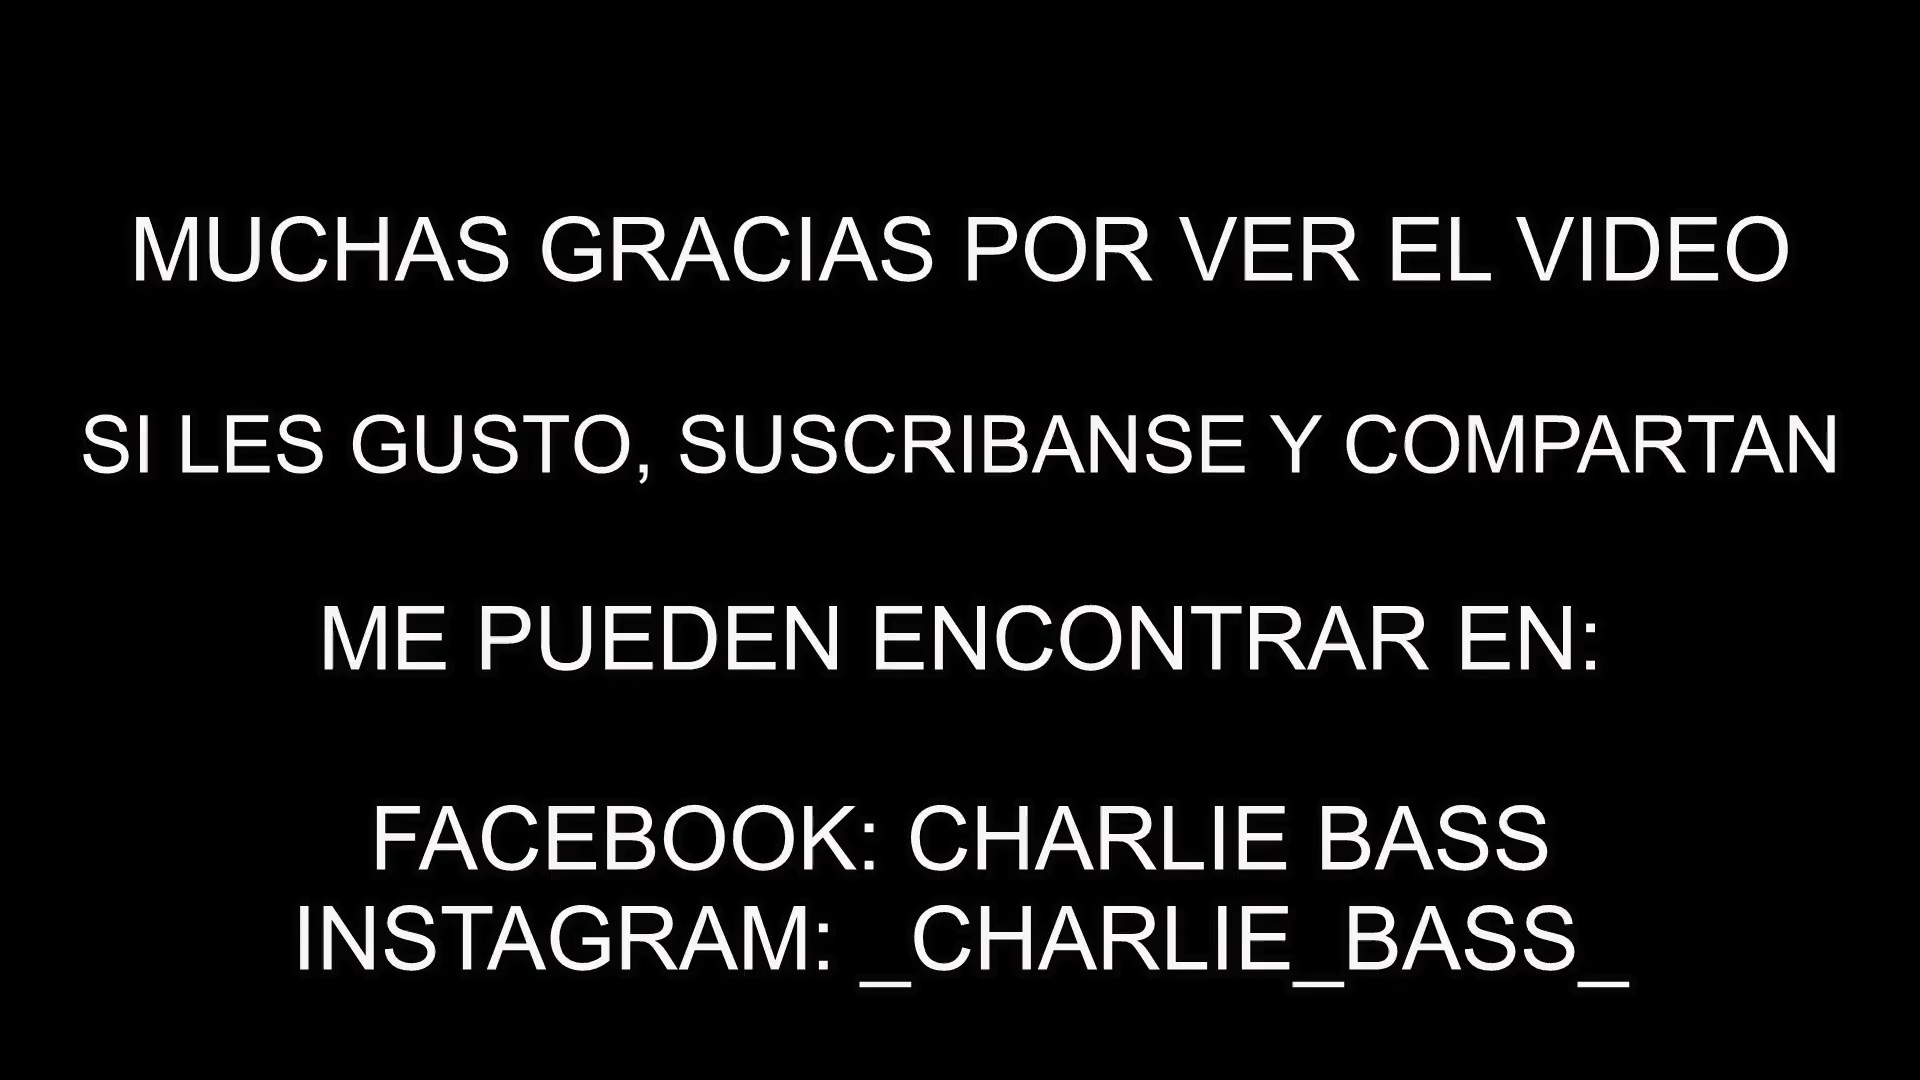 MUCHAS GRACIAS POR VER EL VIDEO
SI LES GUSTO, SUSCRIBANSE Y COMPARTAN
ME PUEDEN ENCONTRAR EN:
FACEBOOK: CHARLIE BASS
INSTAGRAM: _CHARLIE_BASS_